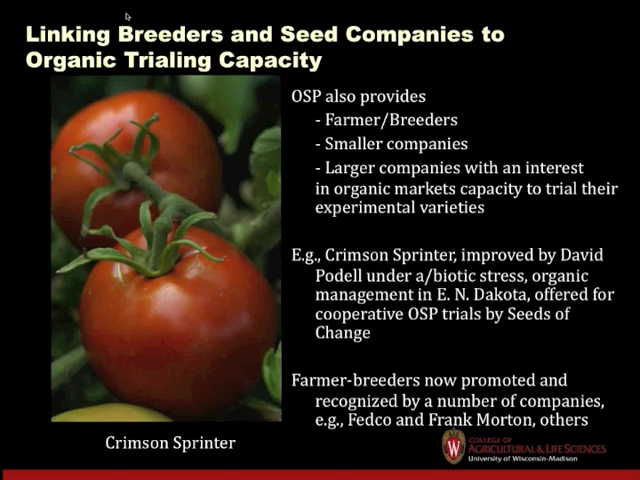 Linking Breeders and Seed Companies to
Organic Trialing Capacity
OSP also provides
- Farmer/Breeders
- Smaller companies
- Larger companies with an interest
in organic markets capacity to trial their
experimental varieties
E.g., Crimson Sprinter, improved by David
Podell under a/biotic stress, organic
management in E. N. Dakota, offered for
cooperative OSP trials by Seeds of
Change
Farmer-breeders now promoted and
recognized by a number of companies,
e.g., Fedco and Frank Morton, others
Crimson Sprinter
W
COLLEGE OF
AGRICULTURAL & LIFE SCIENCES
University of Wisconsin-Madison